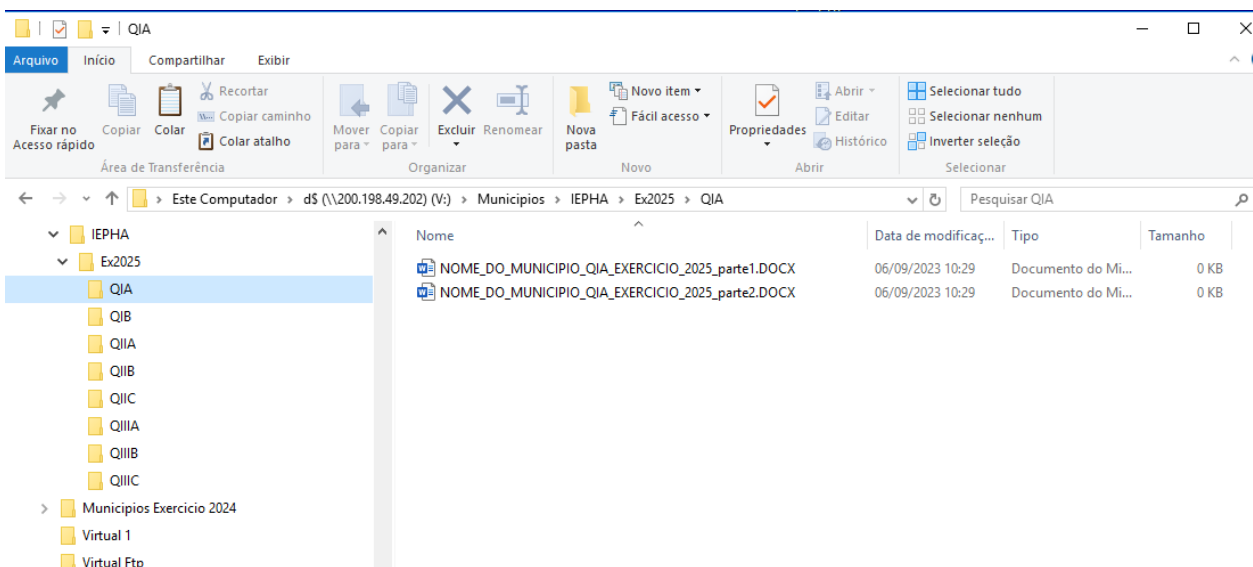 QIA
Arquivo Início Compartilhar Exibir
Fixar no Acesso rápido
Copiar
Colar
Recortar
Copiar caminho
Colar atalho
Área de Transferência
Mover para
Copiar para
Excluir
Renomear
Organizar
Nova pasta
Novo item
Fácil acesso
Novo
Propriedades
Abrir
Editar
Histórico
Abrir
Selecionar tudo
Selecionar nenhum
Inverter seleção
Selecionar
Este Computador > d$ (\\200.198.49.202) (V:) > Municipios > IEPHA > Ex2025 > QIA
Pesquisar QIA
IEPHA
Ex2025
QIA
QIB
QIIA
QIIB
QIIC
QIIIA
QIIIB
QIIIC
Municipios Exercicio 2024
Virtual 1
Virtual Ftp
Nome Data de modificaç... Tipo Tamanho
NOME_DO_MUNICIPIO_QIA_EXERCICIO_2025_parte1.DOCX 06/09/2023 10:29 Documento do Mi... 0 KB
NOME_DO_MUNICIPIO_QIA_EXERCICIO_2025_parte2.DOCX 06/09/2023 10:29 Documento do Mi... 0 KB